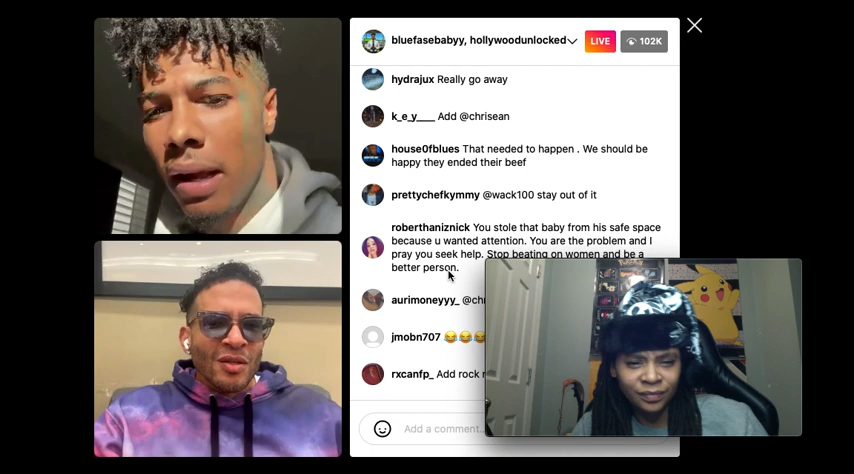 bluefasebabyy, hollywoodunlocked
LIVE
102K
hydrajux Really go away
k_e_y____ Add @chrisean
house0fblues That needed to happen . We should be
happy they ended their beef
prettychefkymmy @wack100 stay out of it
roberthaniznick You stole that baby from his safe space
because u wanted attention. You are the problem and I
pray you seek help. Stop beating on women and be a
better person.
aurimoneyyy_
jmobn707 😂😂😂
rxcanfp_ Add rock
Add a comment...